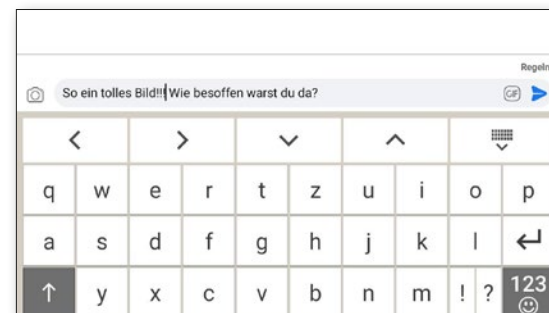 Regeln
So ein tolles Bild!!! Wie besoffen warst du da?
GIF
q w e r t z u i o p
a s d f g h j k l
y x c v b n m ! ? 123